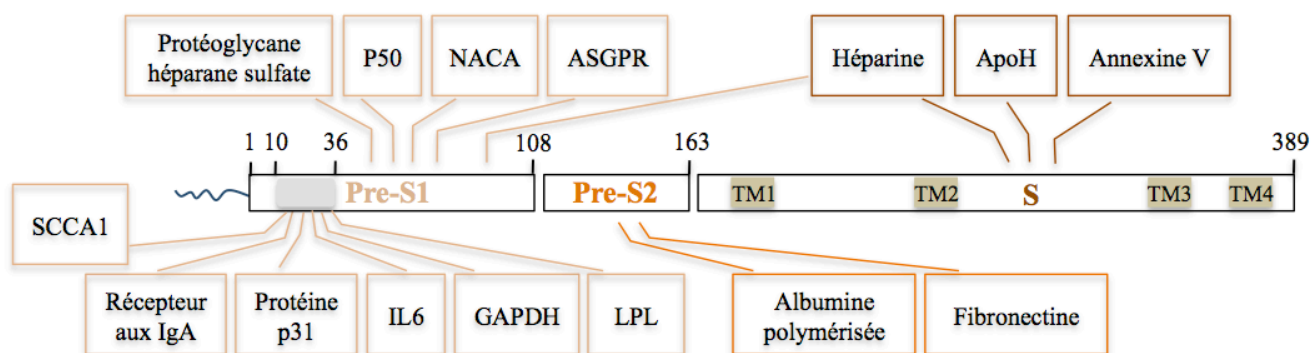 Protéoglycane
héparane sulfate
P50
NACA
ASGPR
Héparine
ApoH
Annexine V
1 10 36 108 163 389
Pre-S1
Pre-S2
TM1
TM2
S
TM3
TM4
SCCA1
Récepteur
aux IgA
Protéine
p31
IL6
GAPDH
LPL
Albumine
polymérisée
Fibronectine